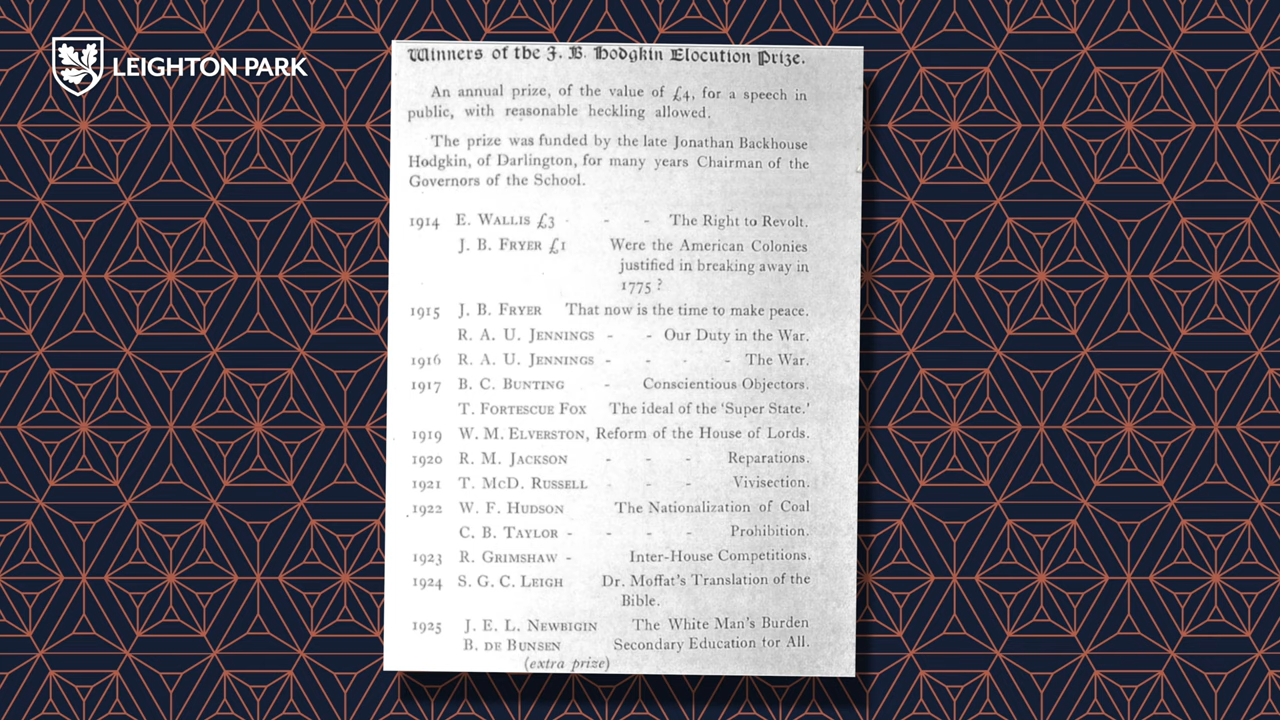 LEIGHTON PARK
Winners of the J. B. Hodgkin Elocution Prize.
An annual prize, of the value of £4, for a speech in
public, with reasonable heckling allowed.
The prize was funded by the late Jonathan Backhouse
Hodgkin, of Darlington, for many years Chairman of the
Governors of the School.
1914 E. WALLIS £3 - - The Right to Revolt.
J. B. FRYER £1 Were the American Colonies
justified in breaking away in
1775 ?
1915 J. B. FRYER That now is the time to make peace.
R. A. U. JENNINGS - - Our Duty in the War.
1916 R. A. U. JENNINGS - - - - The War.
1917 B. C. BUNTING - Conscientious Objectors.
T. FORTESCUE FOX The ideal of the 'Super State.'
1919 W. M. ELVERSTON, Reform of the House of Lords.
1920 R. M. JACKSON - - - Reparations.
1921 T. McD. RUSSELL - - - Vivisection.
1922 W. F. HUDSON The Nationalization of Coal
C. B. TAYLOR - - - - Prohibition.
1923 R. GRIMSHAW - Inter-House Competitions.
1924 S. G. C. LEIGH Dr. Moffat's Translation of the
Bible.
1925 J. E. L. NEWBIGIN The White Man's Burden
B. DE BUNSEN Secondary Education for All.
(extra prize)